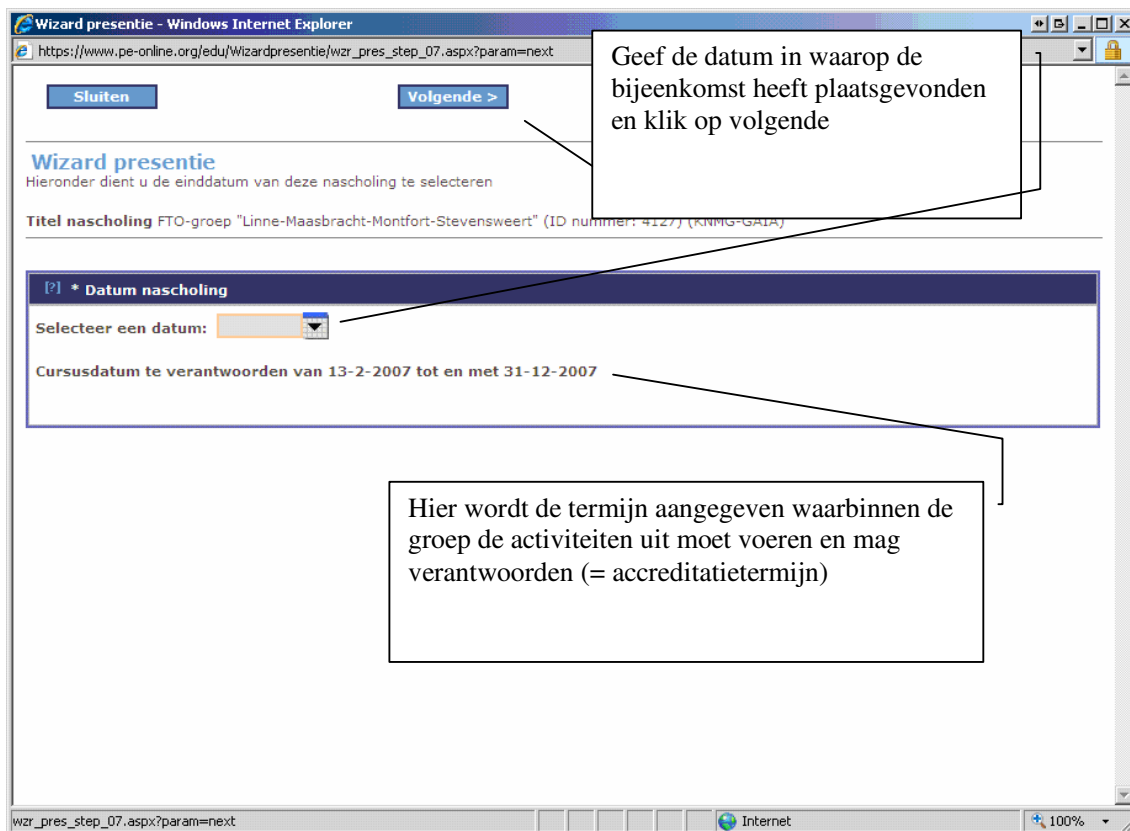 Wizard presentie - Windows Internet Explorer
https://www.pe-online.org/edu/Wizardpresentie/wzr_pres_step_07.aspx?param=next
Geef de datum in waarop de
bijeenkomst heeft plaatsgevonden
en klik op volgende
Sluiten
Volgende >
Wizard presentie
Hieronder dient u de einddatum van deze nascholing te selecteren
Titel nascholing FTO-groep "Linne-Maasbracht-Montfort-Stevensweert" (ID nummer: 4127) (KNMG-GAIA)
[?] * Datum nascholing
Selecteer een datum:
Cursusdatum te verantwoorden van 13-2-2007 tot en met 31-12-2007
Hier wordt de termijn aangegeven waarbinnen de
groep de activiteiten uit moet voeren en mag
verantwoorden (= accreditatietermijn)
wzr_pres_step_07.aspx?param=next
Internet
100%